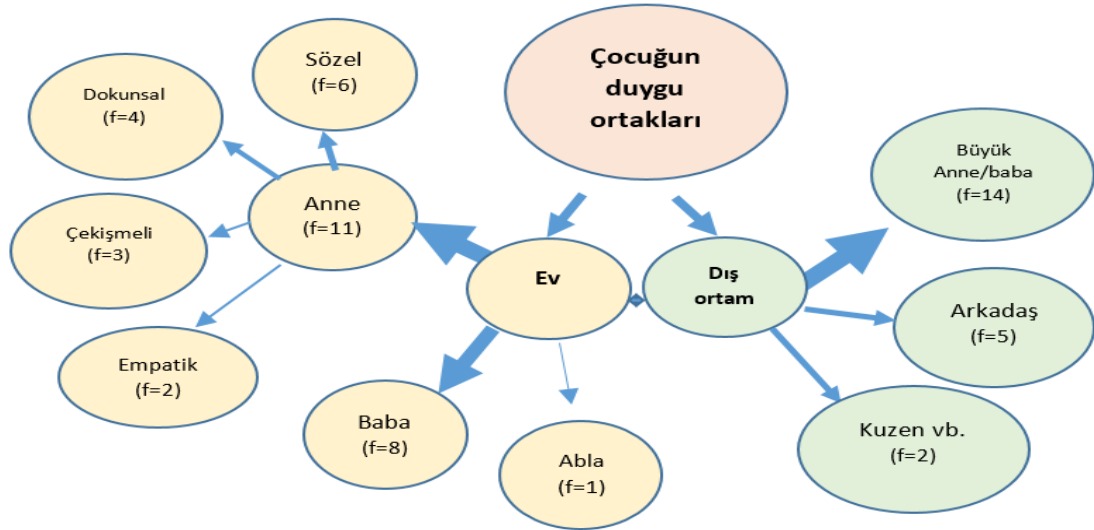 Çocuğun
duygu
ortakları
Sözel
(f=6)
Dokunsal
(f=4)
Anne
(f=11)
Çekişmeli
(f=3)
Empatik
(f=2)
Ev
Baba
(f=8)
Abla
(f=1)
Dış
ortam
Büyük
Anne/baba
(f=14)
Arkadaş
(f=5)
Kuzen vb.
(f=2)